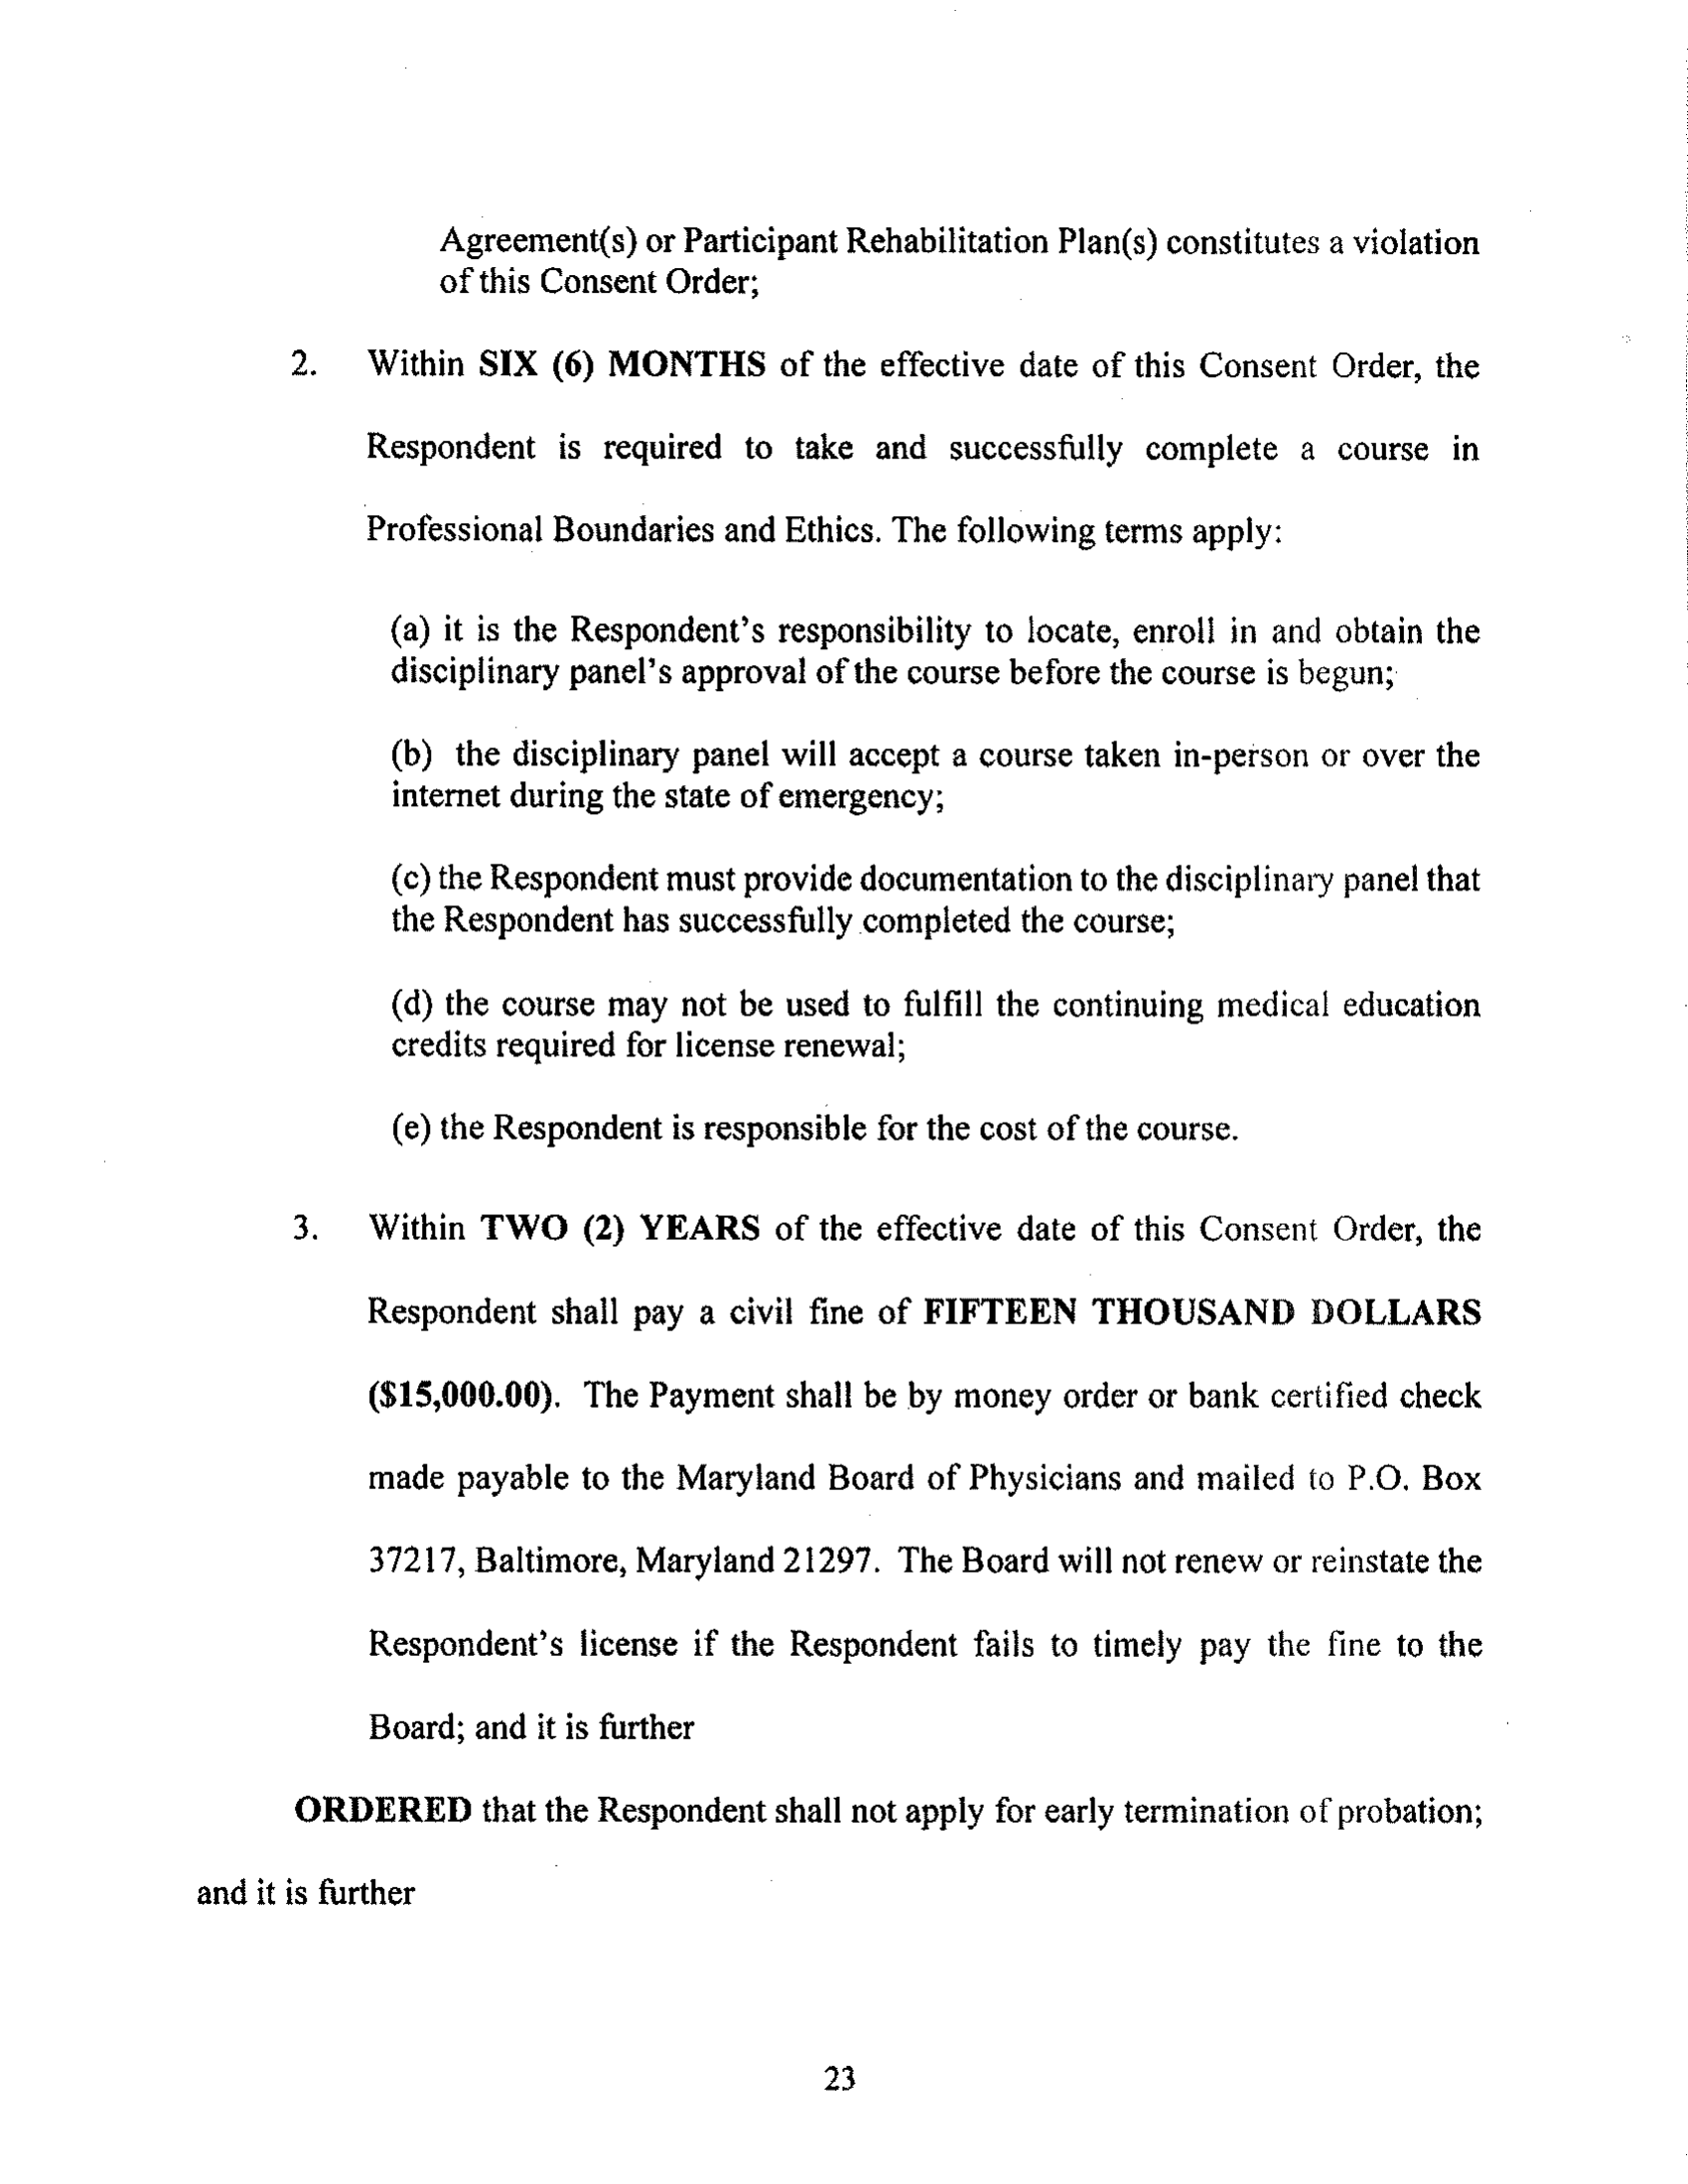 Agreement(s) or Participant Rehabilitation Plan(s) constitutes a violation
of this Consent Order;
2. Within SIX (6) MONTHS of the effective date of this Consent Order, the
Respondent is required to take and successfully complete a course in
Professional Boundaries and Ethics. The following terms apply:
(a) it is the Respondent's responsibility to locate, enroll in and obtain the
disciplinary panel's approval of the course before the course is begun;
(b) the disciplinary panel will accept a course taken in-person or over the
internet during the state of emergency;
(c) the Respondent must provide documentation to the disciplinary panel that
the Respondent has successfully completed the course;
(d) the course may not be used to fulfill the continuing medical education
credits required for license renewal;
(e) the Respondent is responsible for the cost of the course.
3. Within TWO (2) YEARS of the effective date of this Consent Order, the
Respondent shall pay a civil fine of FIFTEEN THOUSAND DOLLARS
($15,000.00). The Payment shall be by money order or bank certified check
made payable to the Maryland Board of Physicians and mailed to P.O. Box
37217, Baltimore, Maryland 21297. The Board will not renew or reinstate the
Respondent's license if the Respondent fails to timely pay the fine to the
Board; and it is further
ORDERED that the Respondent shall not apply for early termination of probation;
and it is further
23